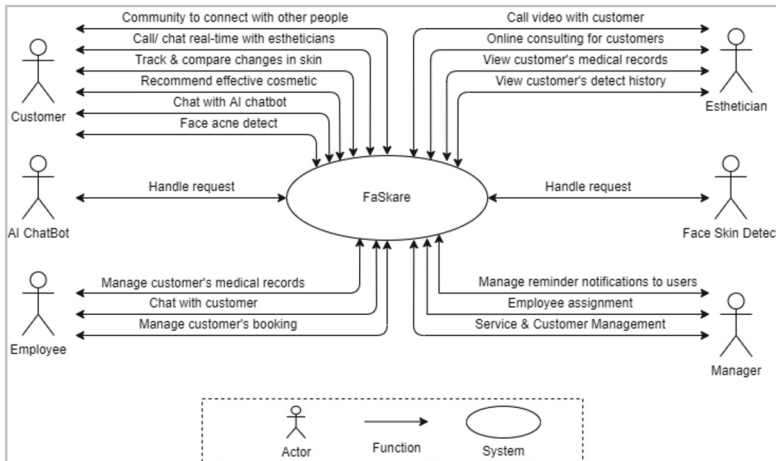 Community to connect with other people
Call/ chat real-time with estheticians
Track & compare changes in skin
Recommend effective cosmetic
Chat with AI chatbot
Face acne detect
Customer
Call video with customer
Online consulting for customers
View customer's medical records
View customer's detect history
Esthetician
Handle request
AI ChatBot
FaSkare
Handle request
Face Skin Detect
Manage customer's medical records
Chat with customer
Manage customer's booking
Employee
Manage reminder notifications to users
Employee assignment
Service & Customer Management
Manager
Actor
Function
System